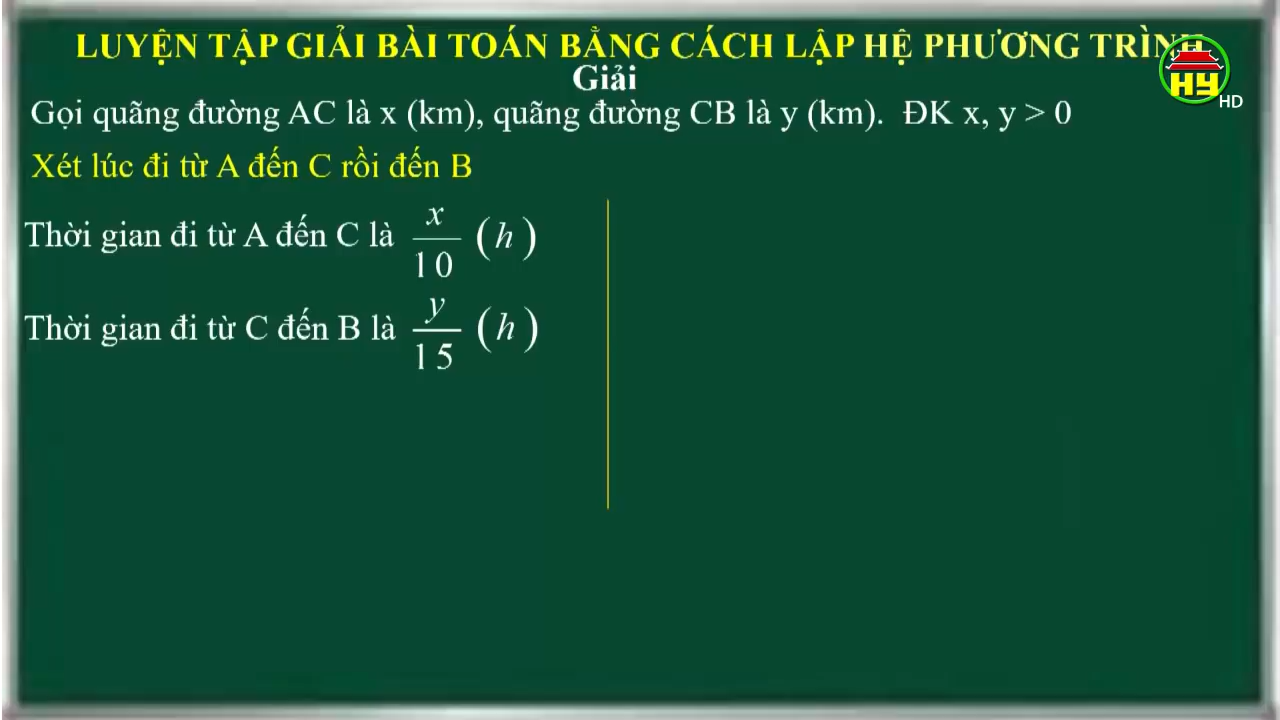 LUYỆN TẬP GIẢI BÀI TOÁN BẰNG CÁCH LẬP HỆ PHƯƠNG TRÌNH
Giải
HY HD
Gọi quãng đường AC là x (km), quãng đường CB là y (km). ĐK x, y > 0
Xét lúc đi từ A đến C rồi đến B
Thời gian đi từ A đến C là x/10 (h)
Thời gian đi từ C đến B là y/15 (h)